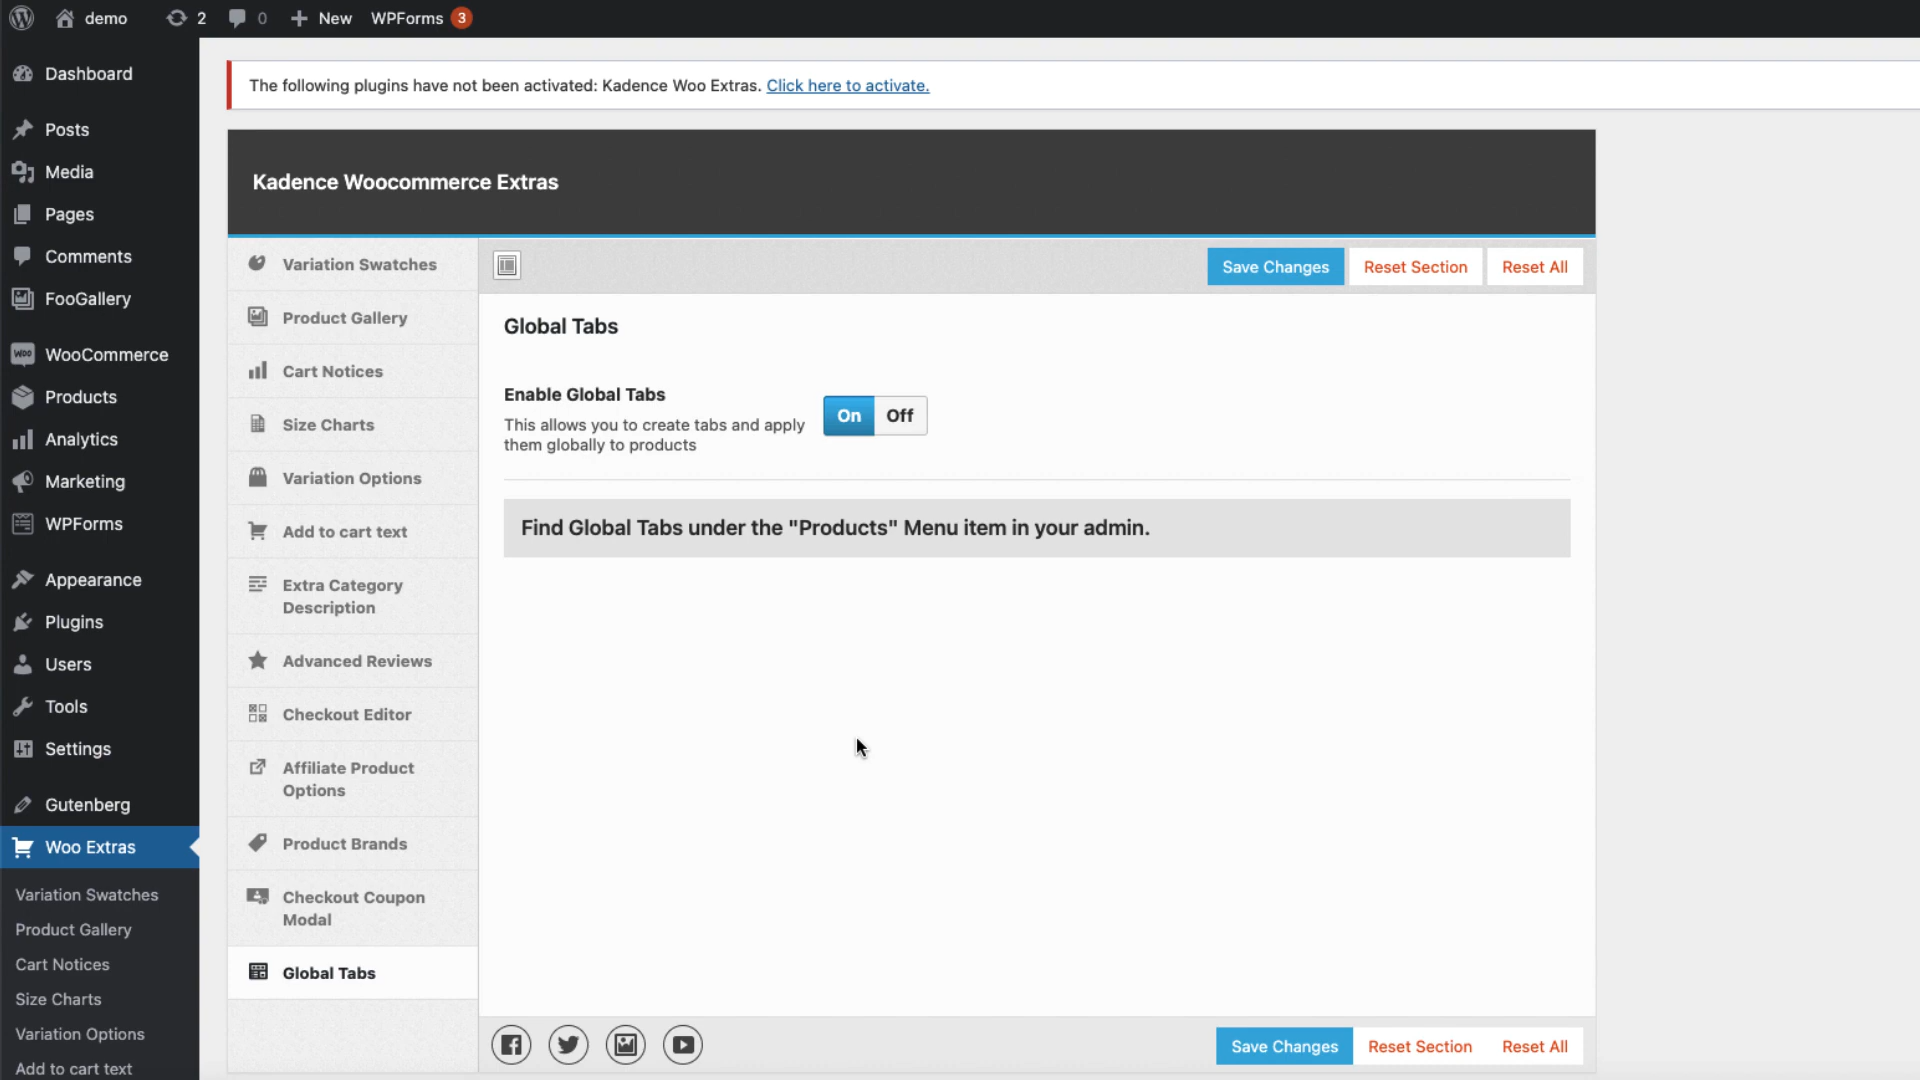 demo
2
0
New
WPForms
3
Dashboard
Posts
Media
Pages
Comments
FooGallery
WOO
WooCommerce
Products
Analytics
Marketing
WPForms
Appearance
Plugins
Users
Tools
Settings
Gutenberg
Woo Extras
Variation Swatches
Product Gallery
Cart Notices
Size Charts
Variation Options
Add to cart text
The following plugins have not been activated: Kadence Woo Extras. Click here to activate.
Kadence Woocommerce Extras
Variation Swatches
Product Gallery
Cart Notices
Size Charts
Variation Options
Add to cart text
Extra Category
Description
Advanced Reviews
Checkout Editor
Affiliate Product
Options
Product Brands
Checkout Coupon
Modal
Global Tabs
Save Changes
Reset Section
Reset All
Global Tabs
Enable Global Tabs
This allows you to create tabs and apply
them globally to products
On
Off
Find Global Tabs under the "Products" Menu item in your admin.
Save Changes
Reset Section
Reset All